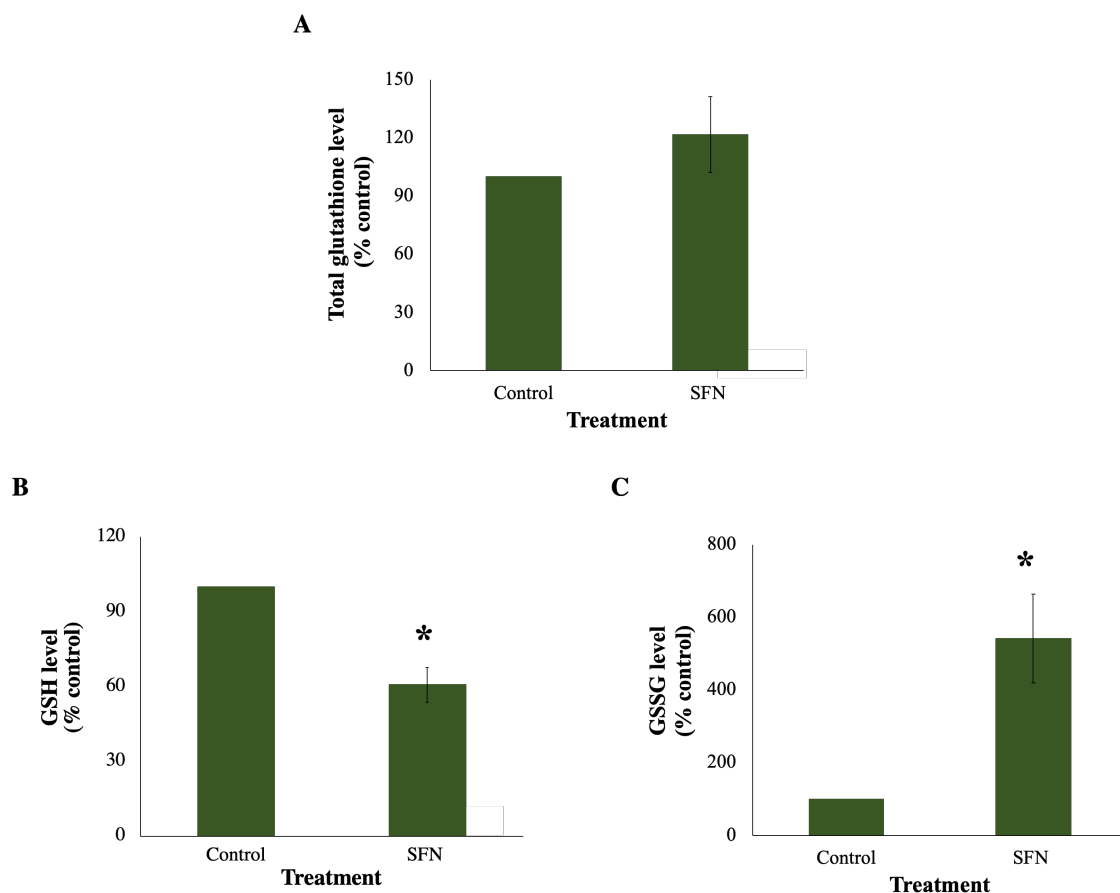 A
Total glutathione level
(% control)
150
120
90
60
30
0
Control SFN
Treatment
B
GSH level
(% control)
120
90
60
30
0
*
Control SFN
Treatment
C
GSSG level
(% control)
800
600
400
200
0
*
Control SFN
Treatment